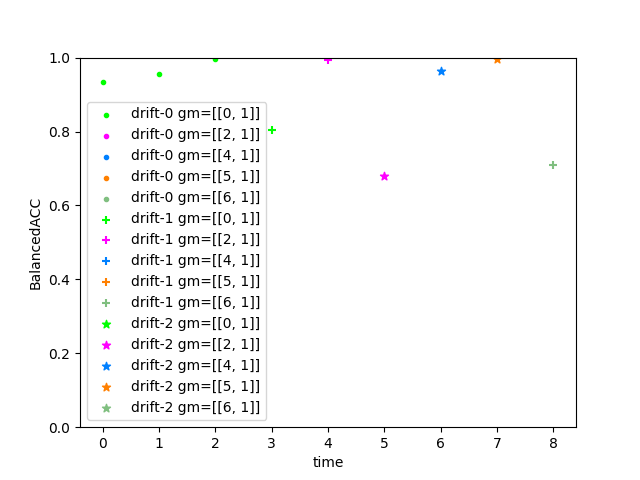 1.0
0.8
0.6
0.4
0.2
0.0
BalancedACC
drift-0 gm=[[0, 1]]
drift-0 gm=[[2, 1]]
drift-0 gm=[[4, 1]]
drift-0 gm=[[5, 1]]
drift-0 gm=[[6, 1]]
drift-1 gm=[[0, 1]]
drift-1 gm=[[2, 1]]
drift-1 gm=[[4, 1]]
drift-1 gm=[[5, 1]]
drift-1 gm=[[6, 1]]
drift-2 gm=[[0, 1]]
drift-2 gm=[[2, 1]]
drift-2 gm=[[4, 1]]
drift-2 gm=[[5, 1]]
drift-2 gm=[[6, 1]]
0 1 2 3 4 5 6 7 8
time